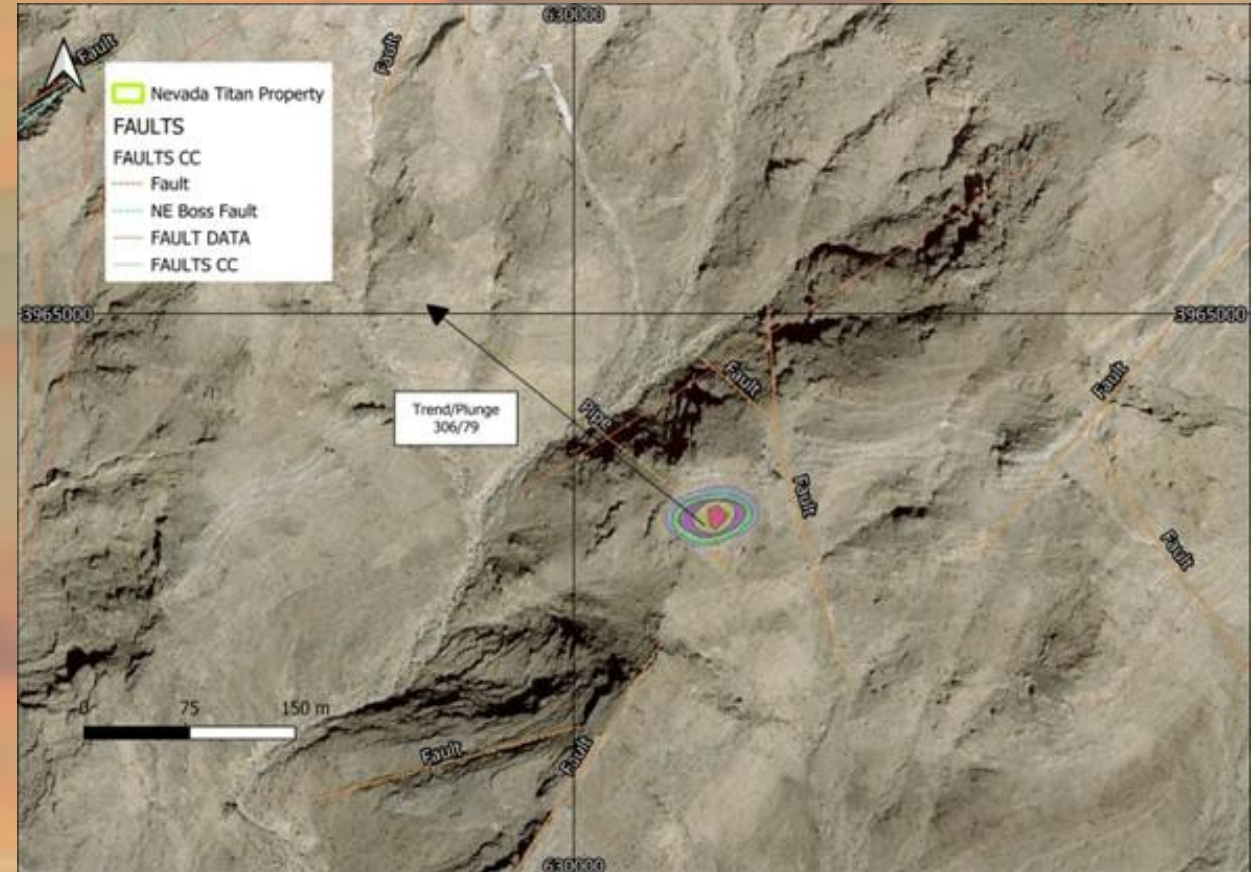 630000
Fault
Fault
Nevada Titan Property
FAULTS
FAULTS CC
Fault
NE Boss Fault
FAULT DATA
FAULTS CC
3965000
3965000
Trend/Plunge
306/79
Pipe
Fault
Fault
Fault
Fault
0 75 150 m
Fault
Fault
630000